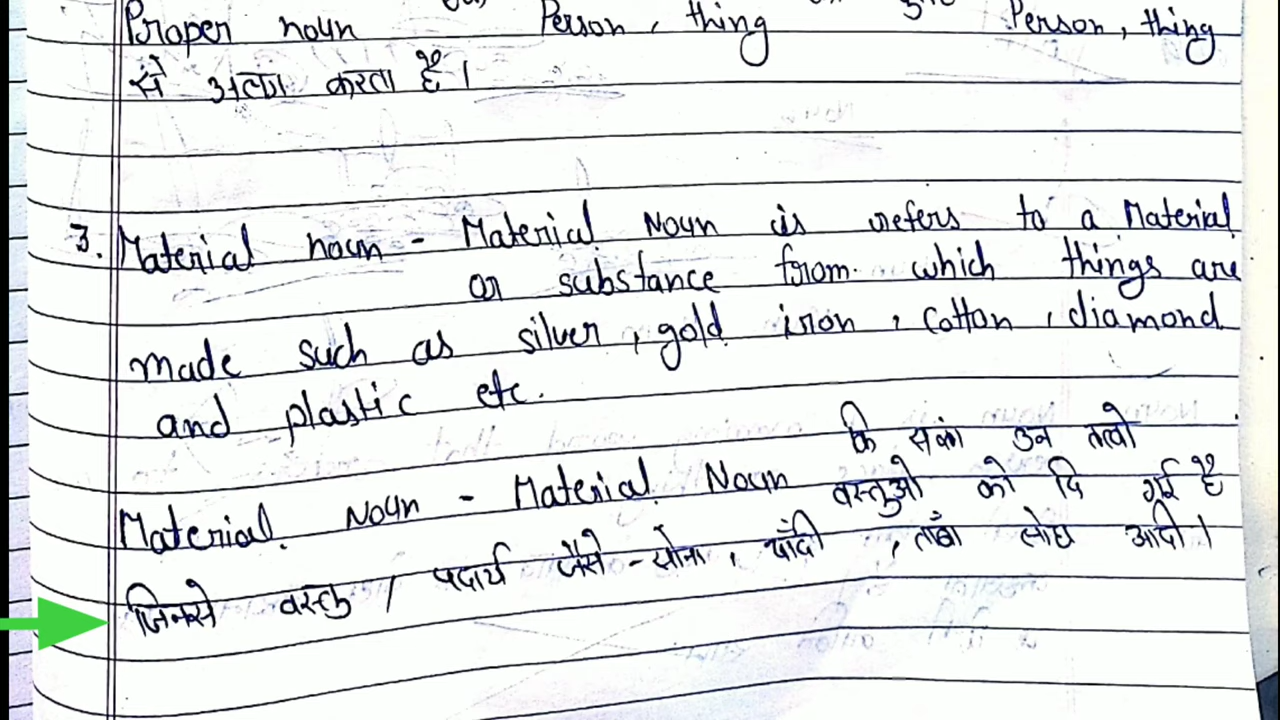 Proper noun Person, thing Person, thing
से अलग करता है।
3. Material noun - Material Noun is refers to a Material
or substance from which things are
made such as silver, gold iron, cotton, diamond
and plastic etc.
कि उन तत्वो
Material Noun - Material Noun वस्तुओ को दि गई है
जिनसे वस्तु / पदार्थ जैसे - सोना, चाँदी, ताँबा लोहा आदी।